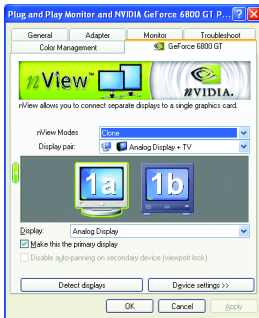 Plug and Play Monitor and NVIDIA GeForce 6800 GT P...
General Adapter Monitor Troubleshoot
Color Management GeForce 6800 GT
nView™ nVIDIA.
nView allows you to connect separate displays to a single graphics card.
nView Modes Clone
Display pair: Analog Display + TV
1a 1b
Display: Analog Display
Make this the primary display
Disable auto-panning on secondary device (viewport lock)
Detect displays Device settings >>
OK Cancel Apply